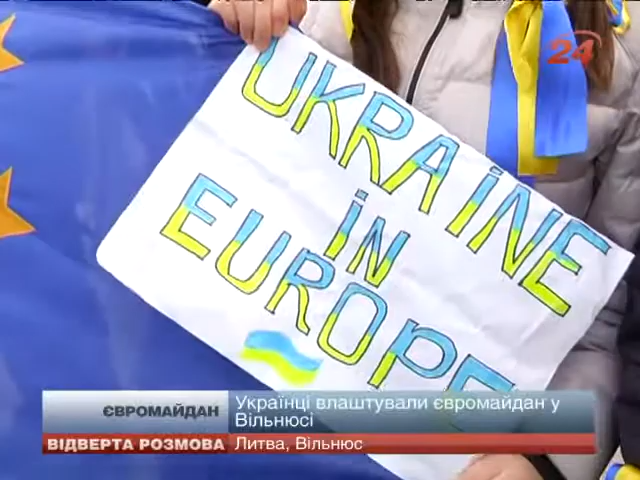 24
UKRAiNE
iN
EUROPE
ЄВРОМАЙДАН
Українці влаштували євромайдан у
Вільнюсі
ВІДВЕРТА РОЗМОВА
Литва, Вільнюс